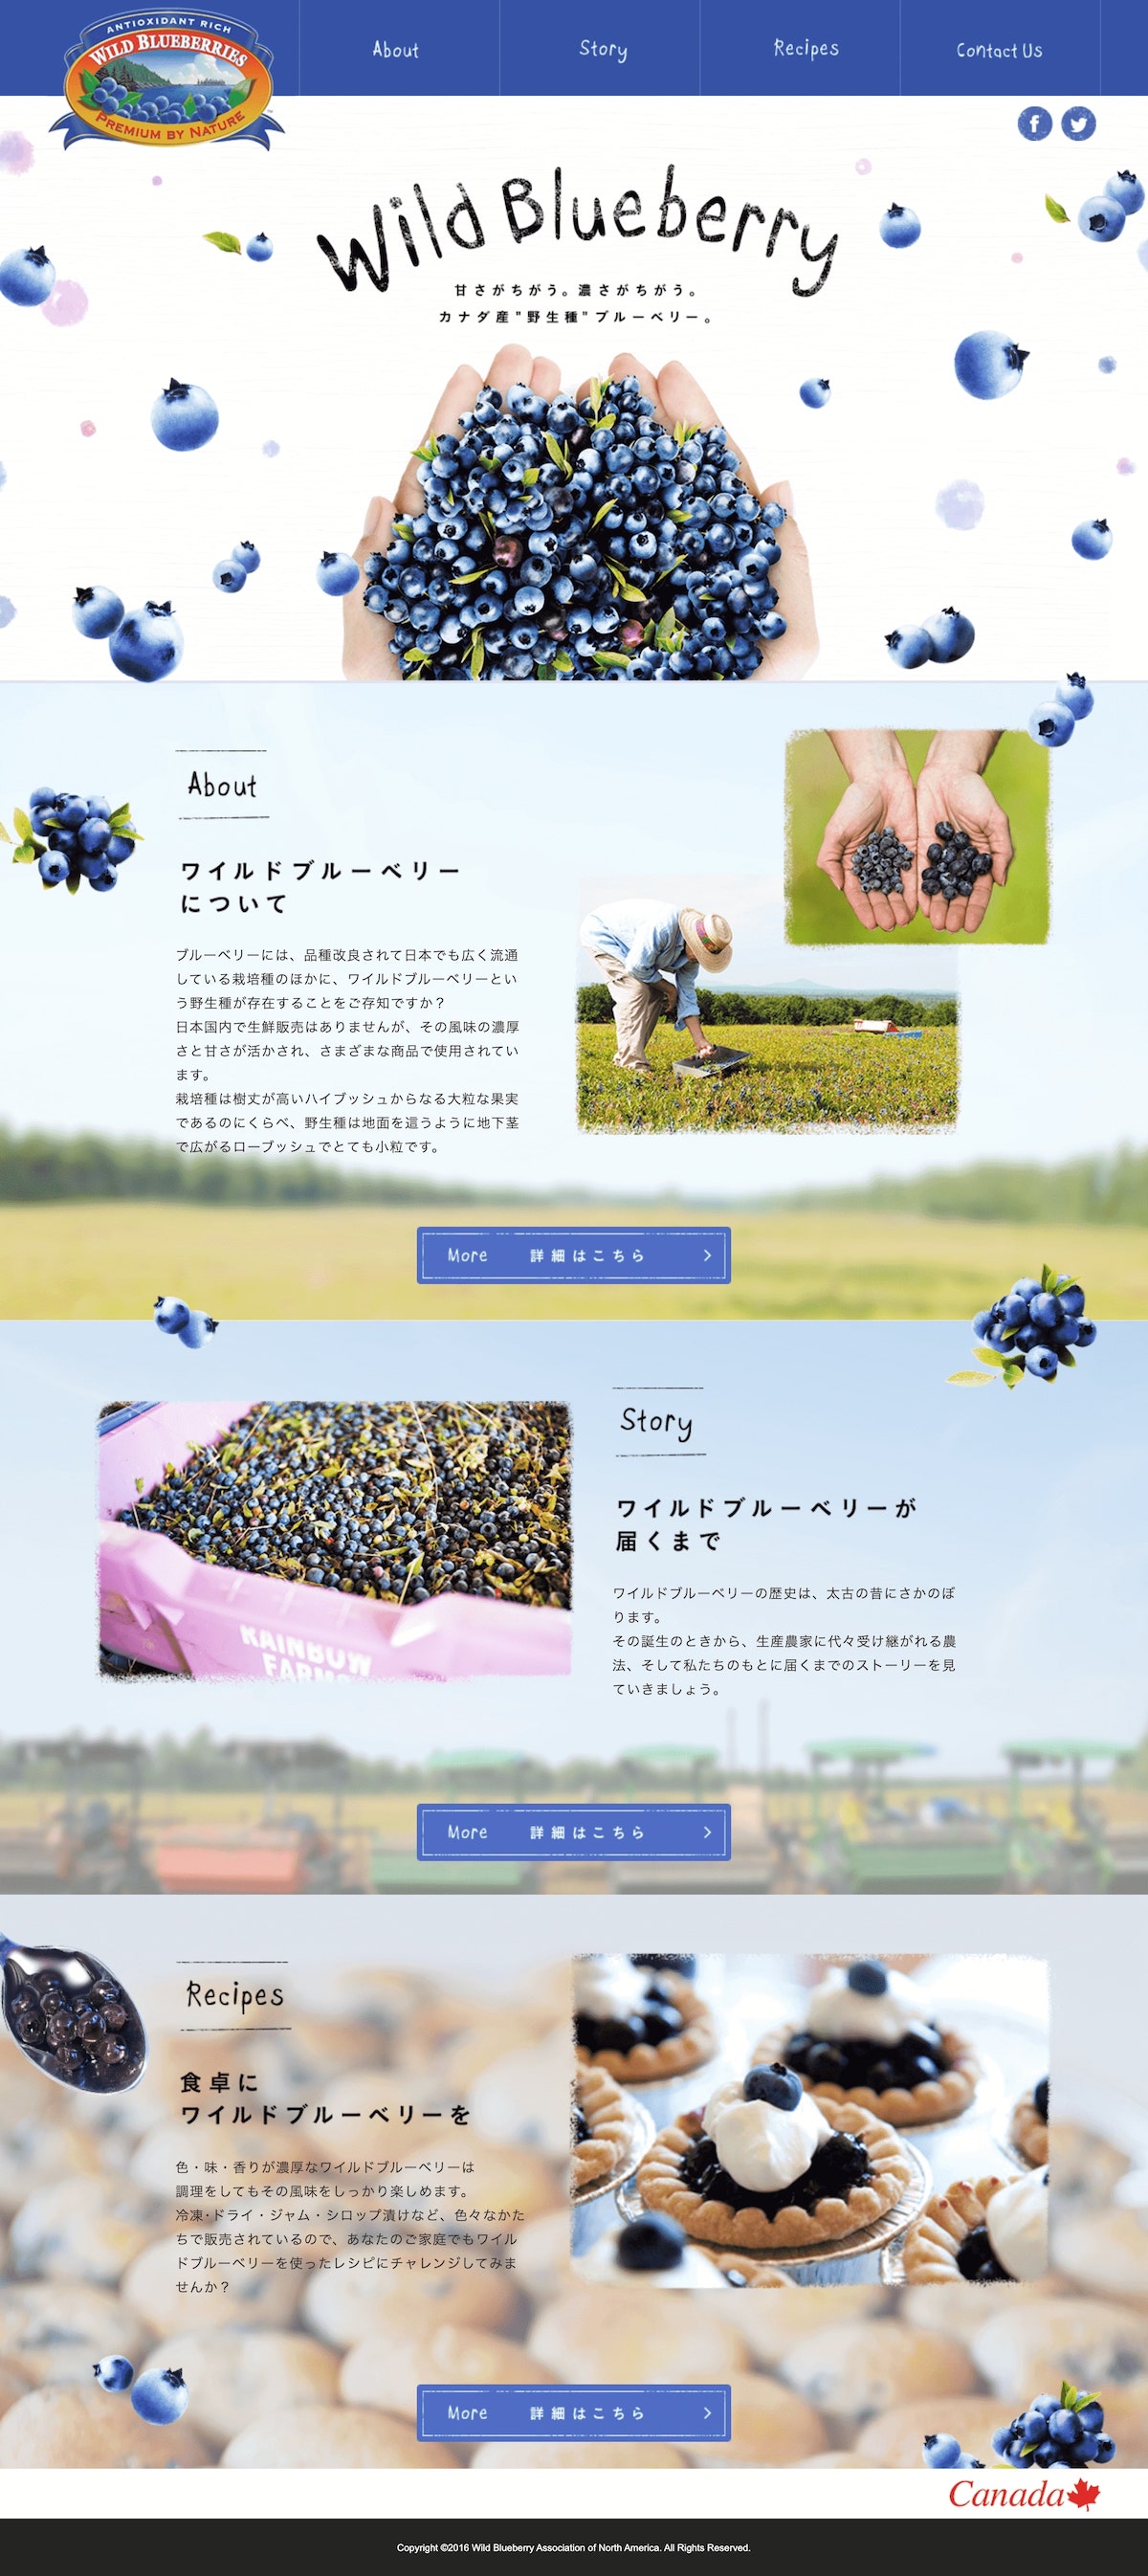 ANTIOXIDANT RICH
WILD BLUEBERRIES
PREMIUM BY NATURE
About
Story
Recipes
Contact Us
Wild Blueberry
甘さがちがう。濃さがちがう。
カナダ産"野生種"ブルーベリー。
About
ワイルドブルーベリー
について
ブルーベリーには、品種改良されて日本でも広く流通
している栽培種のほかに、ワイルドブルーベリーとい
う野生種が存在することをご存知ですか？
日本国内で生鮮販売はありませんが、その風味の濃厚
さと甘さが活かされ、さまざまな商品で使用されてい
ます。
栽培種は樹丈が高いハイブッシュからなる大粒な果実
であるのにくらべ、野生種は地面を這うように地下茎
で広がるローブッシュでとても小粒です。
More 詳細はこちら
Story
ワイルドブルーベリーが
届くまで
ワイルドブルーベリーの歴史は、太古の昔にさかのぼ
ります。
その誕生のときから、生産農家に代々受け継がれる農
法、そして私たちのもとに届くまでのストーリーを見
ていきましょう。
RAINBOW
FARMS
More 詳細はこちら
Recipes
食卓に
ワイルドブルーベリーを
色・味・香りが濃厚なワイルドブルーベリーは
調理をしてもその風味をしっかり楽しめます。
冷凍・ドライ・ジャム・シロップ漬けなど、色々なかた
ちで販売されているので、あなたのご家庭でもワイル
ドブルーベリーを使ったレシピにチャレンジしてみま
せんか？
More 詳細はこちら
Canada
Copyright ©2016 Wild Blueberry Association of North America. All Rights Reserved.